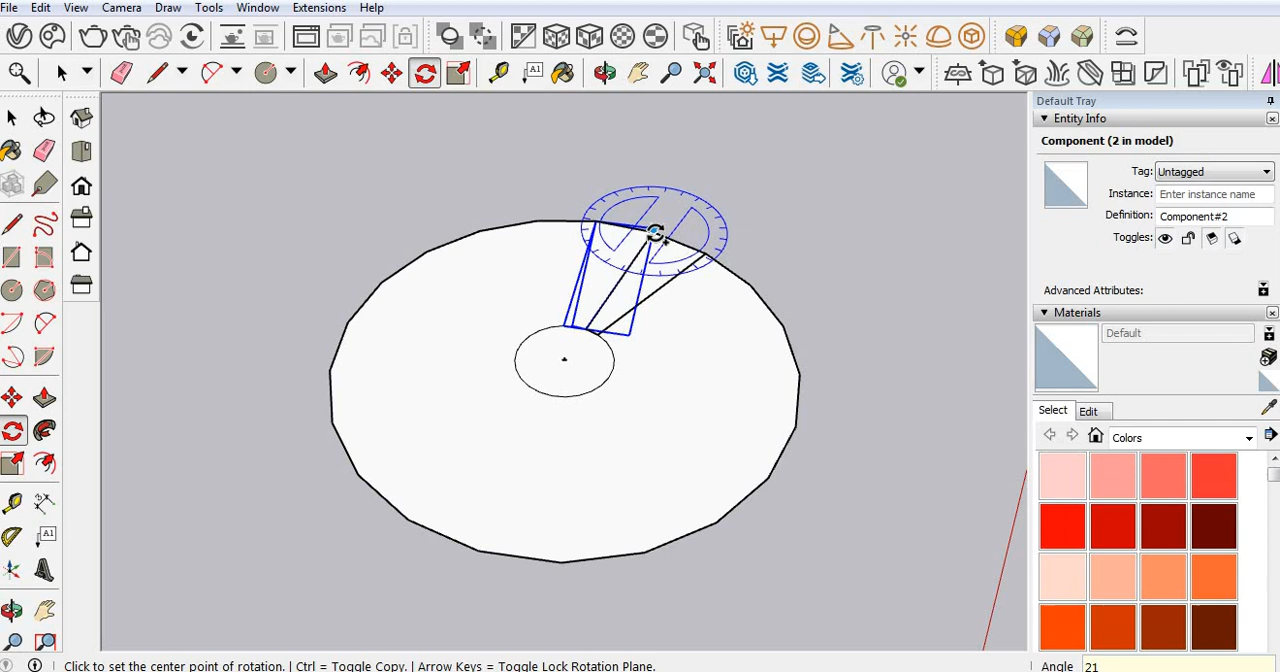 File Edit View Camera Draw Tools Window Extensions Help
A1
Default Tray
Entity Info
Component (2 in model)
Tag: Untagged
Instance: Enter instance name
Definition: Component#2
Toggles:
Advanced Attributes:
Materials
Default
Select Edit
Colors
A1
Click to set the center point of rotation. | Ctrl = Toggle Copy. | Arrow Keys = Toggle Lock Rotation Plane.
Angle 21